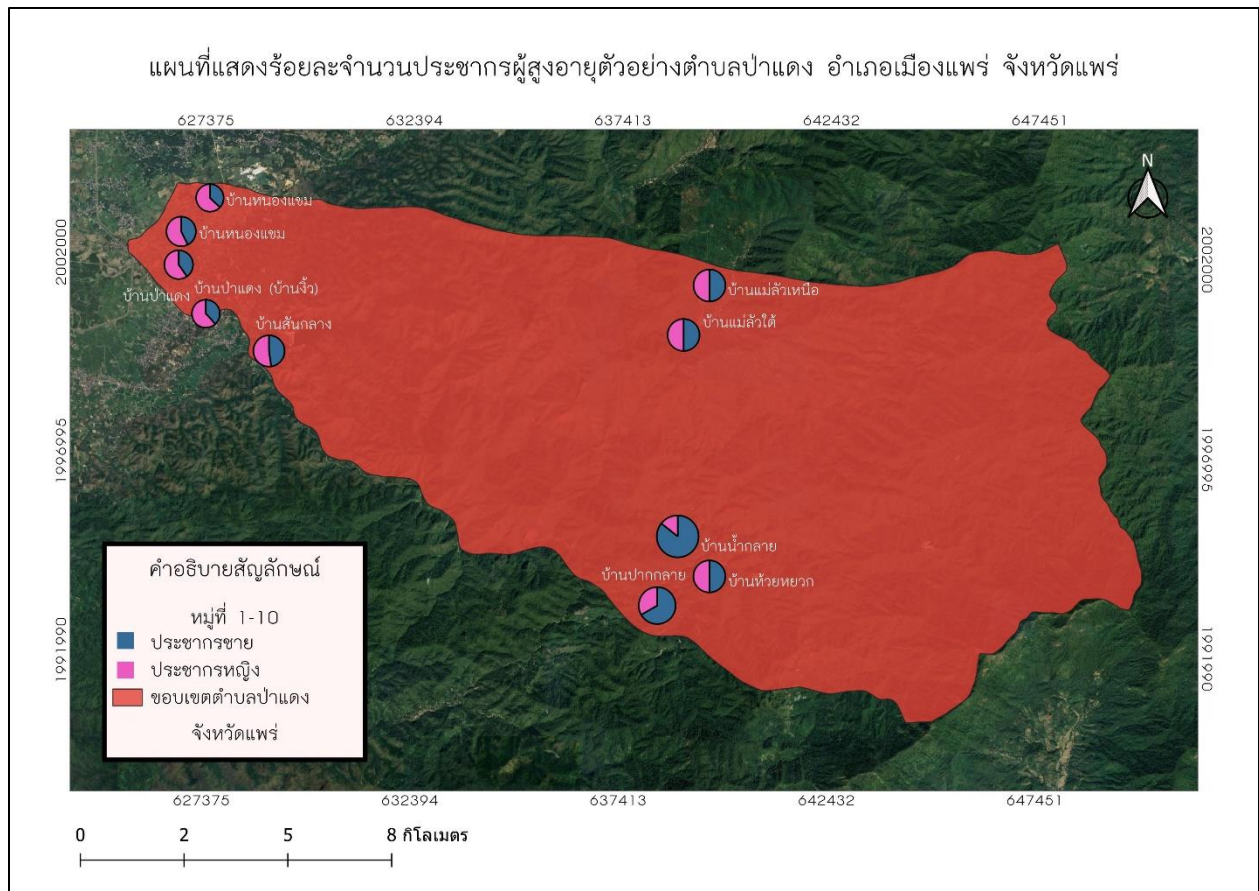 แผนที่แสดงร้อยละจำนวนประชากรผู้สูงอายุตัวอย่างตำบลป่าแดง อำเภอเมืองแพร่ จังหวัดแพร่
627375 632394 637413 642432 647451
N
บ้านหนองแขม
บ้านหนองแขม
2002000
2002000
บ้านป่าแดง
บ้านป่าแดง (บ้านงิ้ว)
บ้านแม่ลัวเหนือ
บ้านสันกลาง
บ้านแม่ลัวใต้
1996995
1996995
บ้านน้ำกลาย
บ้านปากกลาย
บ้านห้วยหยวก
1991990
1991990
คำอธิบายสัญลักษณ์
หมู่ที่ 1-10
ประชากรชาย
ประชากรหญิง
ขอบเขตตำบลป่าแดง
จังหวัดแพร่
627375 632394 637413 642432 647451
0 2 5 8 กิโลเมตร